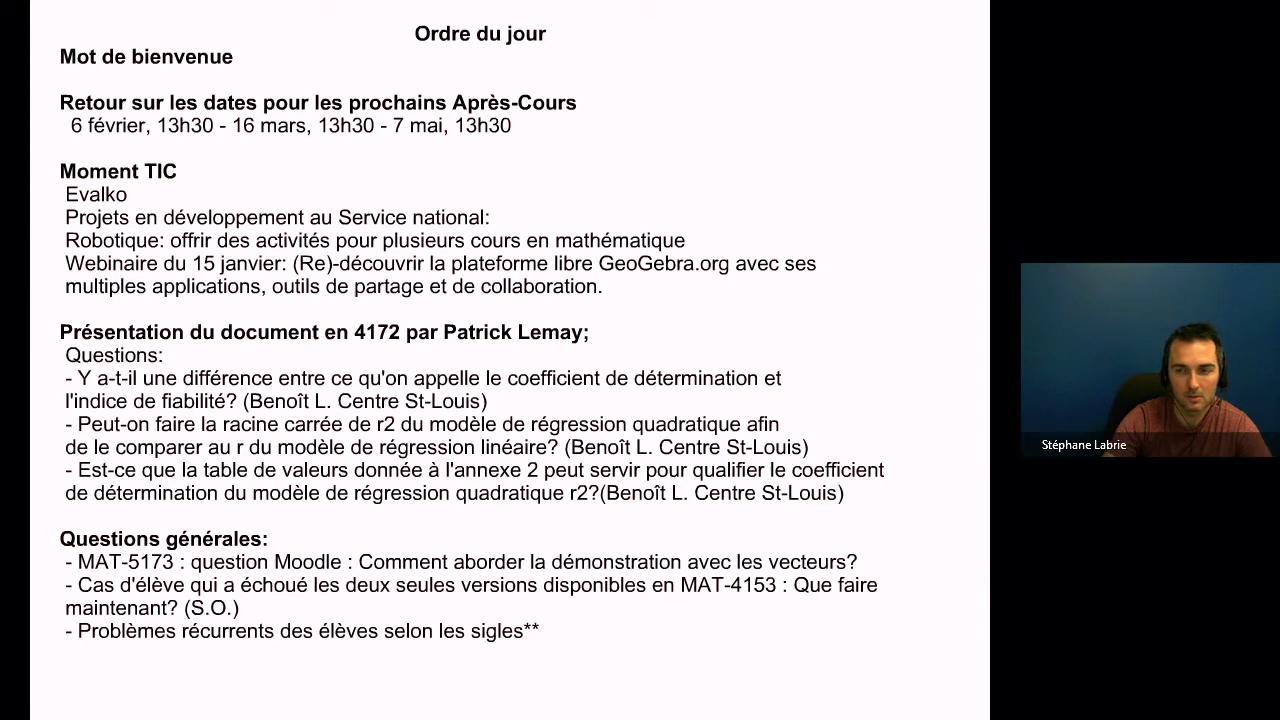 Ordre du jour
Mot de bienvenue
Retour sur les dates pour les prochains Après-Cours
6 février, 13h30 - 16 mars, 13h30 - 7 mai, 13h30
Moment TIC
Evalko
Projets en développement au Service national:
Robotique: offrir des activités pour plusieurs cours en mathématique
Webinaire du 15 janvier: (Re)-découvrir la plateforme libre GeoGebra.org avec ses
multiples applications, outils de partage et de collaboration.
Présentation du document en 4172 par Patrick Lemay;
Questions:
- Y a-t-il une différence entre ce qu'on appelle le coefficient de détermination et
l'indice de fiabilité? (Benoît L. Centre St-Louis)
- Peut-on faire la racine carrée de r2 du modèle de régression quadratique afin
de le comparer au r du modèle de régression linéaire? (Benoît L. Centre St-Louis)
- Est-ce que la table de valeurs donnée à l'annexe 2 peut servir pour qualifier le coefficient
de détermination du modèle de régression quadratique r2?(Benoît L. Centre St-Louis)
Questions générales:
- MAT-5173 : question Moodle : Comment aborder la démonstration avec les vecteurs?
- Cas d'élève qui a échoué les deux seules versions disponibles en MAT-4153 : Que faire
maintenant? (S.O.)
- Problèmes récurrents des élèves selon les sigles**
Stéphane Labrie